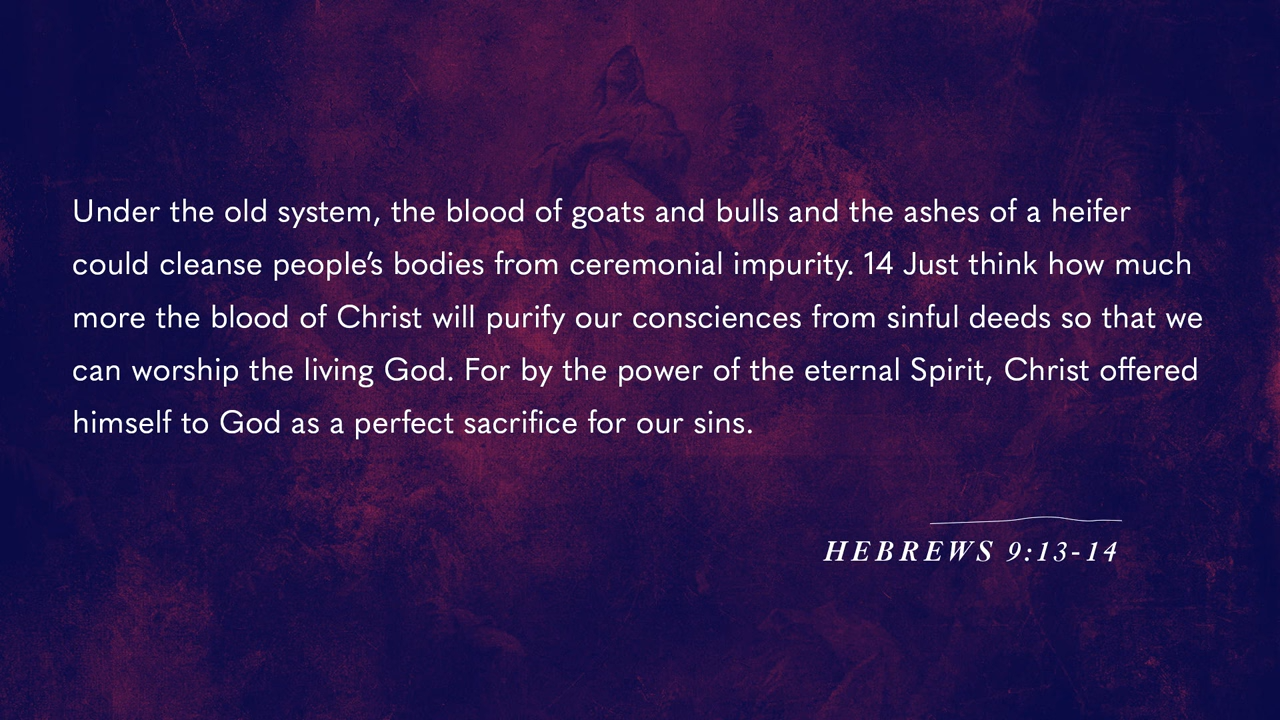 Under the old system, the blood of goats and bulls and the ashes of a heifer
could cleanse people’s bodies from ceremonial impurity. 14 Just think how much
more the blood of Christ will purify our consciences from sinful deeds so that we
can worship the living God. For by the power of the eternal Spirit, Christ offered
himself to God as a perfect sacrifice for our sins.
HEBREWS 9:13-14